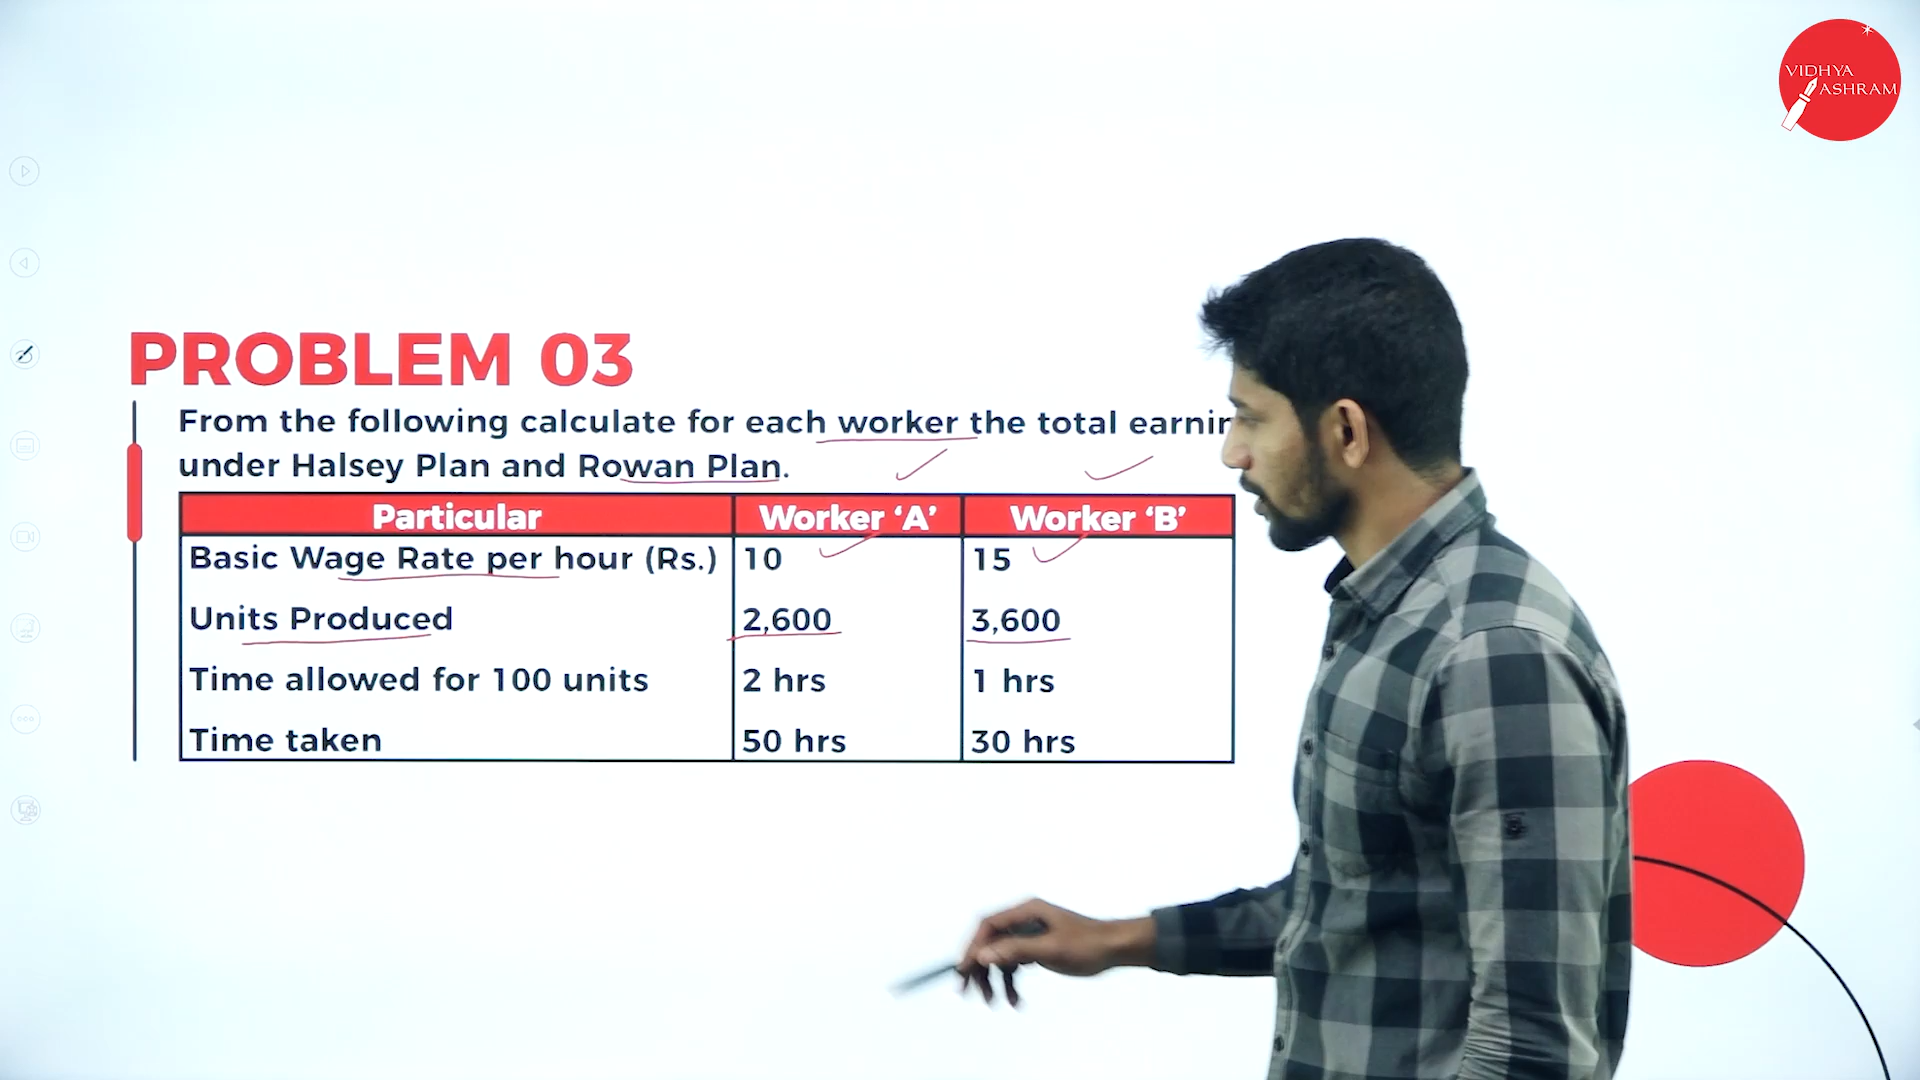 VIDHYA
ASHRAM
PROBLEM 03
From the following calculate for each worker the total
under Halsey Plan and Rowan Plan.
Particular Worker ‘A’ Worker ‘B’
Basic Wage Rate per hour (Rs.) 10 15
Units Produced 2,600 3,600
Time allowed for 100 units 2 hrs 1 hrs
Time taken 50 hrs 30 hrs